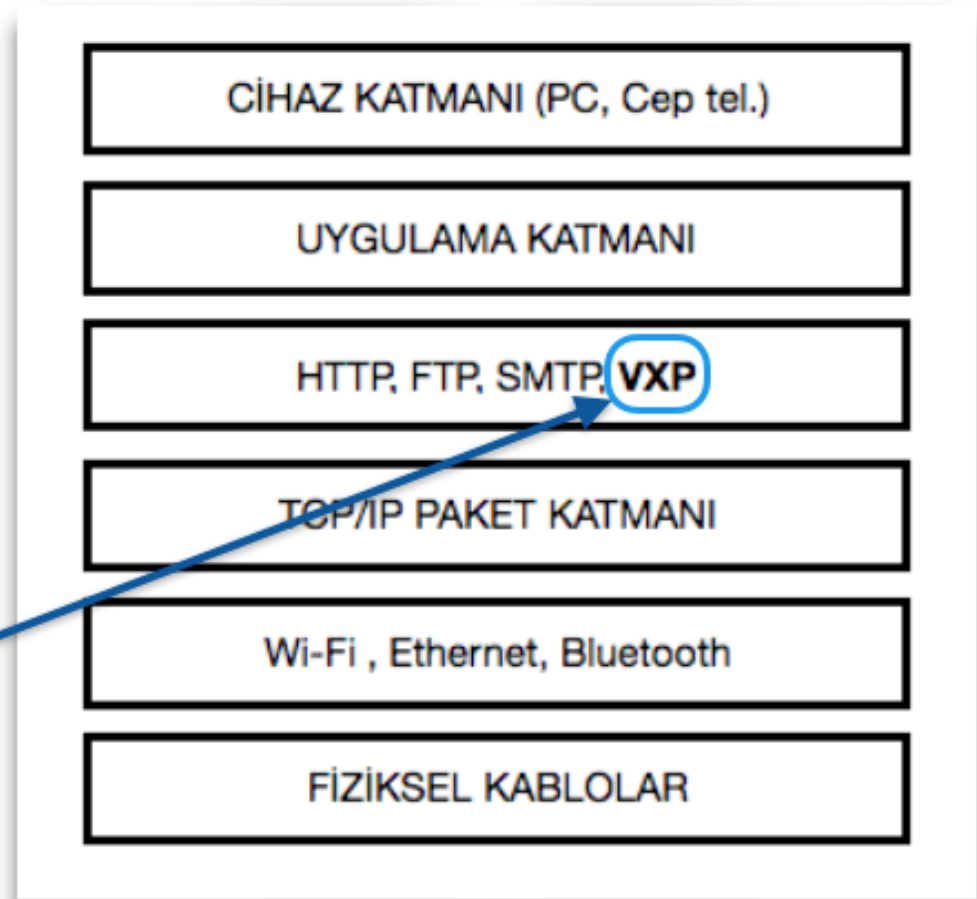 CİHAZ KATMANI (PC, Cep tel.)
UYGULAMA KATMANI
HTTP, FTP, SMTP, VXP
TCP/IP PAKET KATMANI
Wi-Fi , Ethernet, Bluetooth
FİZİKSEL KABLOLAR